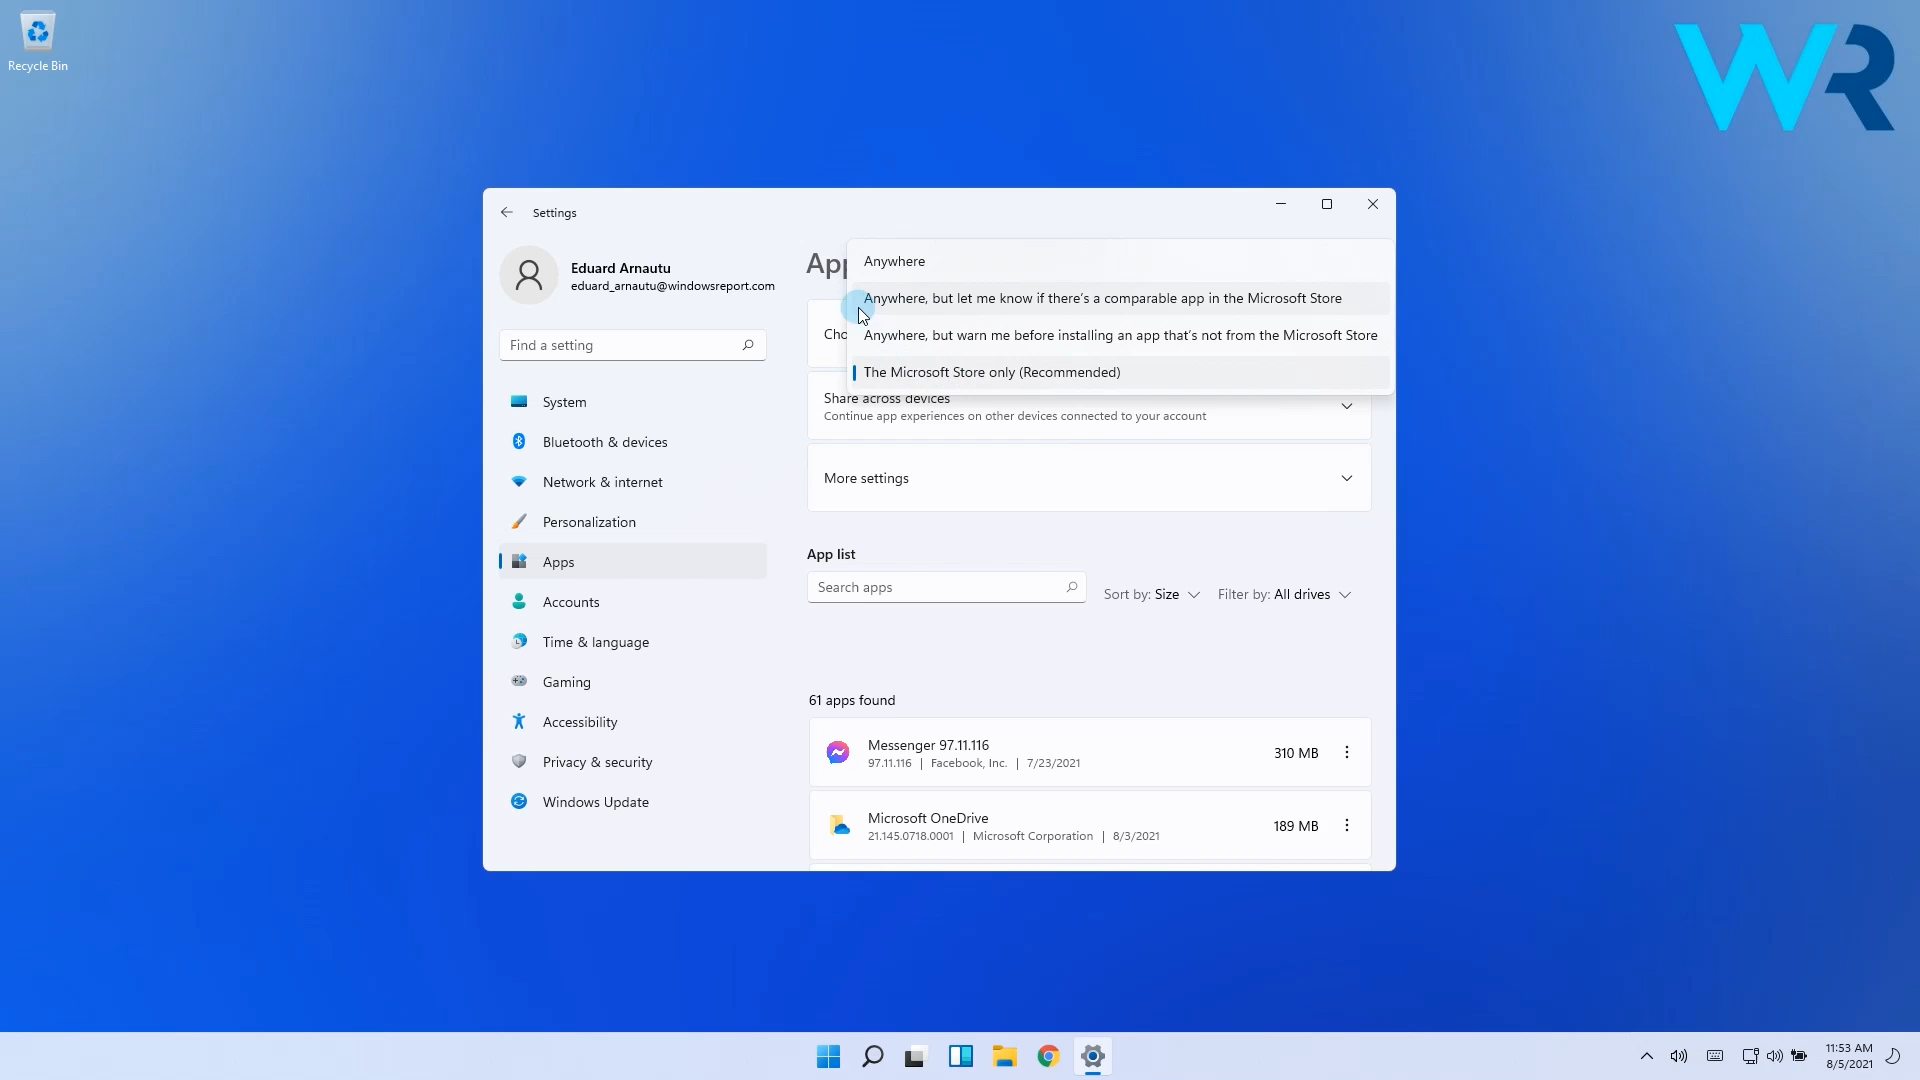 Recycle Bin
WR
Settings
Eduard Arnautu
eduard_arnautu@windowsreport.com
Find a setting
System
Bluetooth & devices
Network & internet
Personalization
Apps
Accounts
Time & language
Gaming
Accessibility
Privacy & security
Windows Update
App
Anywhere
Anywhere, but let me know if there's a comparable app in the Microsoft Store
Cho
Anywhere, but warn me before installing an app that's not from the Microsoft Store
The Microsoft Store only (Recommended)
Share across devices
Continue app experiences on other devices connected to your account
More settings
App list
Search apps
Sort by: Size
Filter by: All drives
61 apps found
Messenger 97.11.116
97.11.116 | Facebook, Inc. | 7/23/2021
310 MB
Microsoft OneDrive
21.145.0718.0001 | Microsoft Corporation | 8/3/2021
189 MB
11:53 AM
8/5/2021